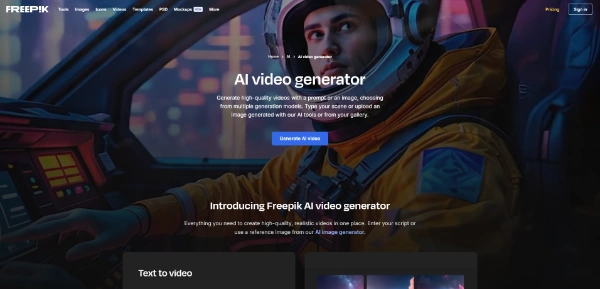 FREEPIK
Tools Images Icons Videos Templates PSD Mockups NEW More
Pricing Sign in
Home > AI > AI video generator
AI video generator
Generate high-quality videos with a prompt or an image, choosing
from multiple generation models. Type your scene or upload an
image generated with our AI tools or from your gallery.
Generate AI video
Introducing Freepik AI video generator
Everything you need to create high-quality, realistic videos in one place. Enter your script or
use a reference image from our AI image generator.
Text to video